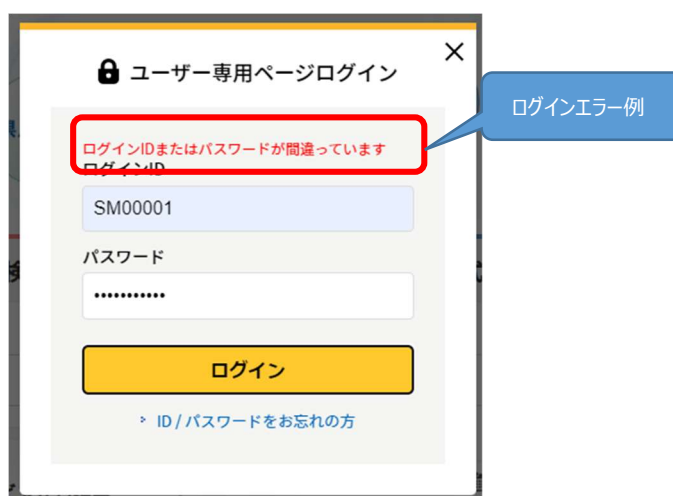 ユーザー専用ページログイン
ログインエラー例
ログインIDまたはパスワードが間違っています
ログインID
SM00001
パスワード
•••••••••••
ログイン
ID / パスワードをお忘れの方